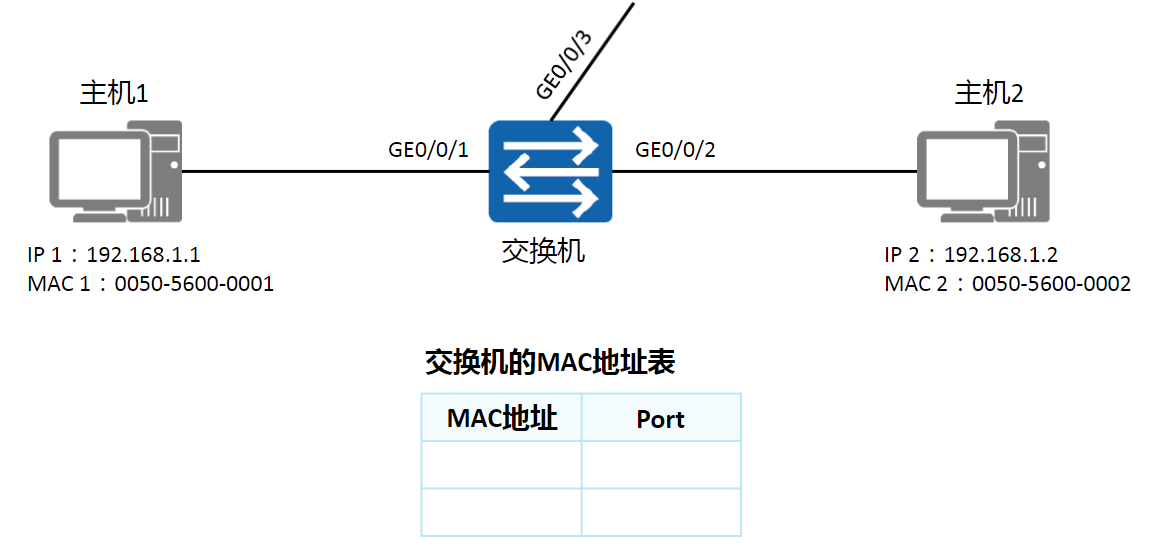 GE0/0/3
主机1
主机2
GE0/0/1
GE0/0/2
交换机
IP 1：192.168.1.1
MAC 1：0050-5600-0001
IP 2：192.168.1.2
MAC 2：0050-5600-0002
交换机的MAC地址表
MAC地址 Port